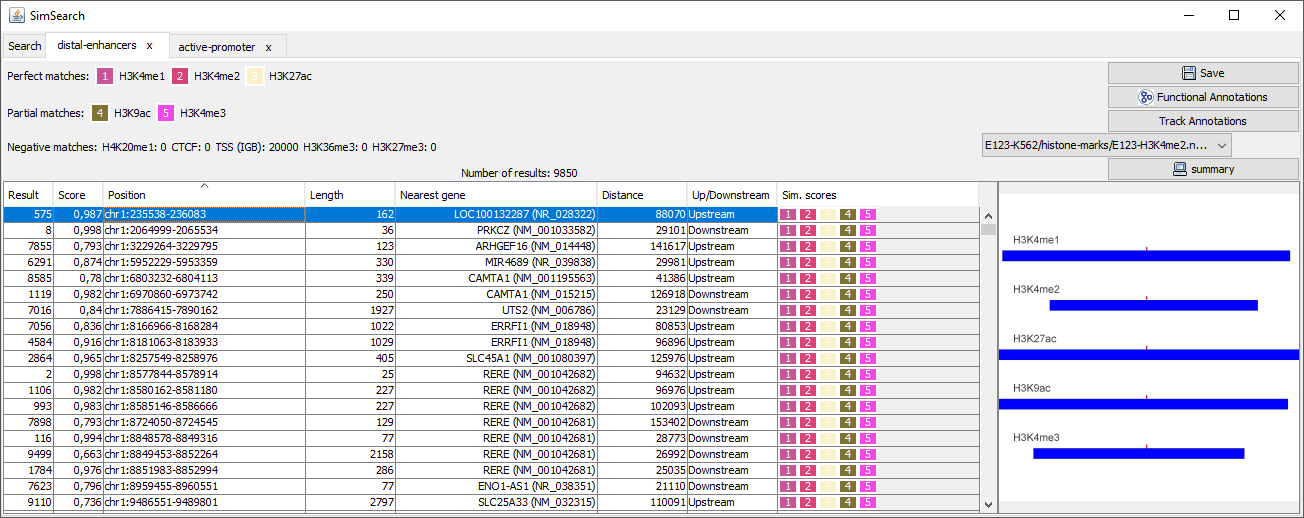 SimSearch
Search distal-enhancers x active-promoter x
Perfect matches: 1 H3K4me1 2 H3K4me2 3 H3K27ac
Save
Functional Annotations
Partial matches: 4 H3K9ac 5 H3K4me3
Track Annotations
Negative matches: H4K20me1: 0 CTCF: 0 TSS (IGB): 20000 H3K36me3: 0 H3K27me3: 0
E123-K562/histone-marks/E123-H3K4me2.n...
Number of results: 9850
summary
Result Score Position Length Nearest gene Distance Up/Downstream Sim. scores
575 0,987 chr1:235538-236083 162 LOC100132287 (NR_028322) 88070 Upstream 1 2 3 4 5
8 0,998 chr1:2064999-2065534 36 PRKCZ (NM_001033582) 29101 Downstream 1 2 3 4 5
7855 0,793 chr1:3229264-3229795 123 ARHGEF16 (NM_014448) 141617 Upstream 1 2 3 4 5
6291 0,874 chr1:5952229-5953359 330 MIR4689 (NR_039838) 29981 Upstream 1 2 3 4 5
8585 0,78 chr1:6803232-6804113 339 CAMTA1 (NM_001195563) 41386 Upstream 1 2 3 4 5
1119 0,982 chr1:6970860-6973742 250 CAMTA1 (NM_015215) 126918 Downstream 1 2 3 4 5
7016 0,84 chr1:7886415-7890162 1927 UTS2 (NM_006786) 23129 Downstream 1 2 3 4 5
7056 0,836 chr1:8166966-8168284 1022 ERRFI1 (NM_018948) 80853 Upstream 1 2 3 4 5
4584 0,916 chr1:8181063-8183933 1029 ERRFI1 (NM_018948) 96896 Upstream 1 2 3 4 5
2864 0,965 chr1:8257549-8258976 405 SLC45A1 (NM_001080397) 125976 Upstream 1 2 3 4 5
2 0,998 chr1:8577844-8578914 25 RERE (NM_001042682) 94632 Upstream 1 2 3 4 5
1106 0,982 chr1:8580162-8581180 227 RERE (NM_001042682) 96976 Upstream 1 2 3 4 5
993 0,983 chr1:8585146-8586666 227 RERE (NM_001042682) 102093 Upstream 1 2 3 4 5
7898 0,793 chr1:8724050-8724545 129 RERE (NM_001042681) 153402 Downstream 1 2 3 4 5
116 0,994 chr1:8848578-8849316 77 RERE (NM_001042681) 28773 Downstream 1 2 3 4 5
9499 0,663 chr1:8849453-8852264 2158 RERE (NM_001042681) 26992 Downstream 1 2 3 4 5
1784 0,976 chr1:8851983-8852994 286 RERE (NM_001042681) 25035 Downstream 1 2 3 4 5
7623 0,796 chr1:8959455-8960551 77 ENO1-AS1 (NR_038351) 21110 Downstream 1 2 3 4 5
9110 0,736 chr1:9486551-9489801 2797 SLC25A33 (NM_032315) 110091 Upstream 1 2 3 4 5
H3K4me1
H3K4me2
H3K27ac
H3K9ac
H3K4me3